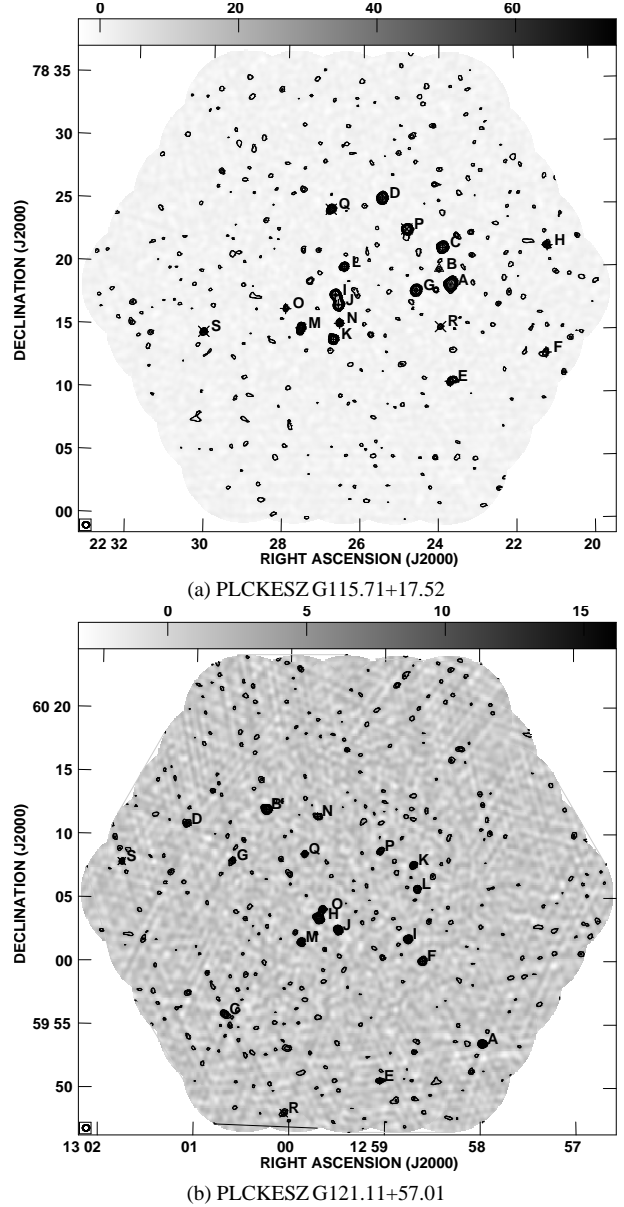 0 20 40 60
78 35
30
25
20
15
10
05
00
DECLINATION (J2000)
Q D
P
C
H
L B
A
I G
J
O
N
M R
S K
F
E
22 32 30 28 26 24 22 20
RIGHT ASCENSION (J2000)
(a) PLCKESZ G115.71+17.52
0 5 10 15
60 20
15
10
05
00
59 55
50
DECLINATION (J2000)
B
N
D
Q P
S G
K
L
O
H
J
M I
F
G
A
E
R
13 02 01 00 12 59 58 57
RIGHT ASCENSION (J2000)
(b) PLCKESZ G121.11+57.01